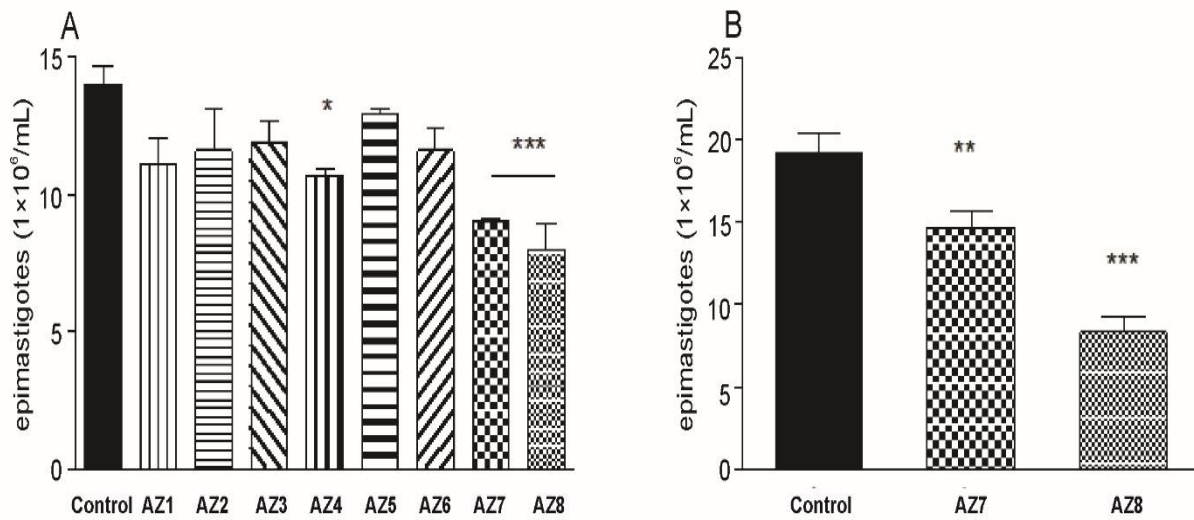 A
epimastigotes (1×10⁶/mL)
15
10
5
0
*
***
Control AZ1 AZ2 AZ3 AZ4 AZ5 AZ6 AZ7 AZ8
B
epimastigotes (1×10⁶/mL)
25
20
15
10
5
0
**
***
Control AZ7 AZ8